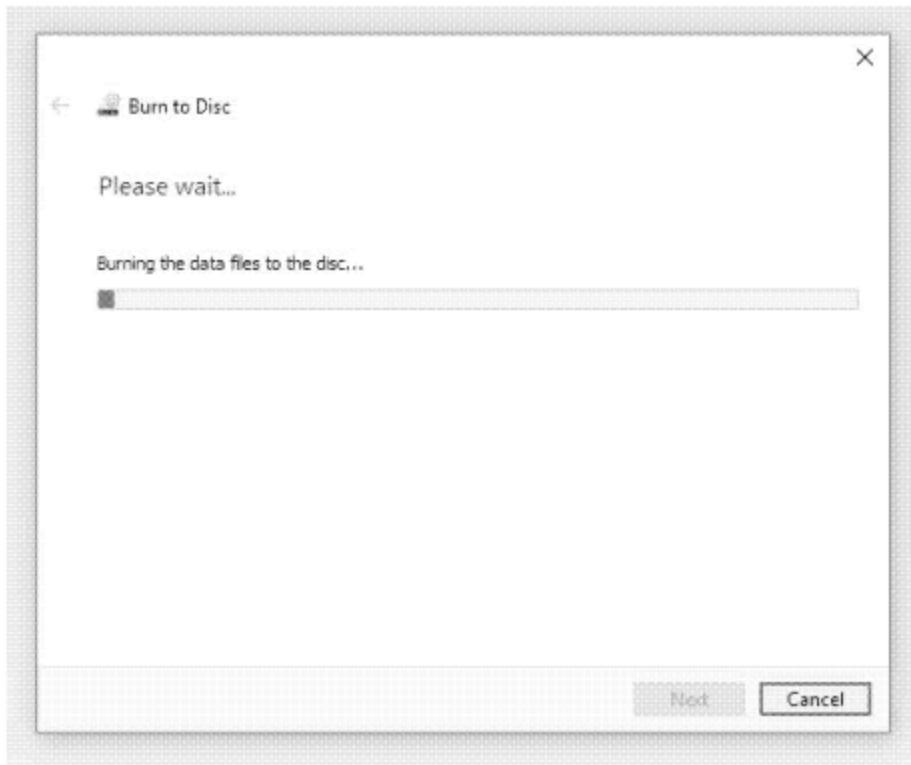 Burn to Disc
Please wait...
Burning the data files to the disc...
Next
Cancel